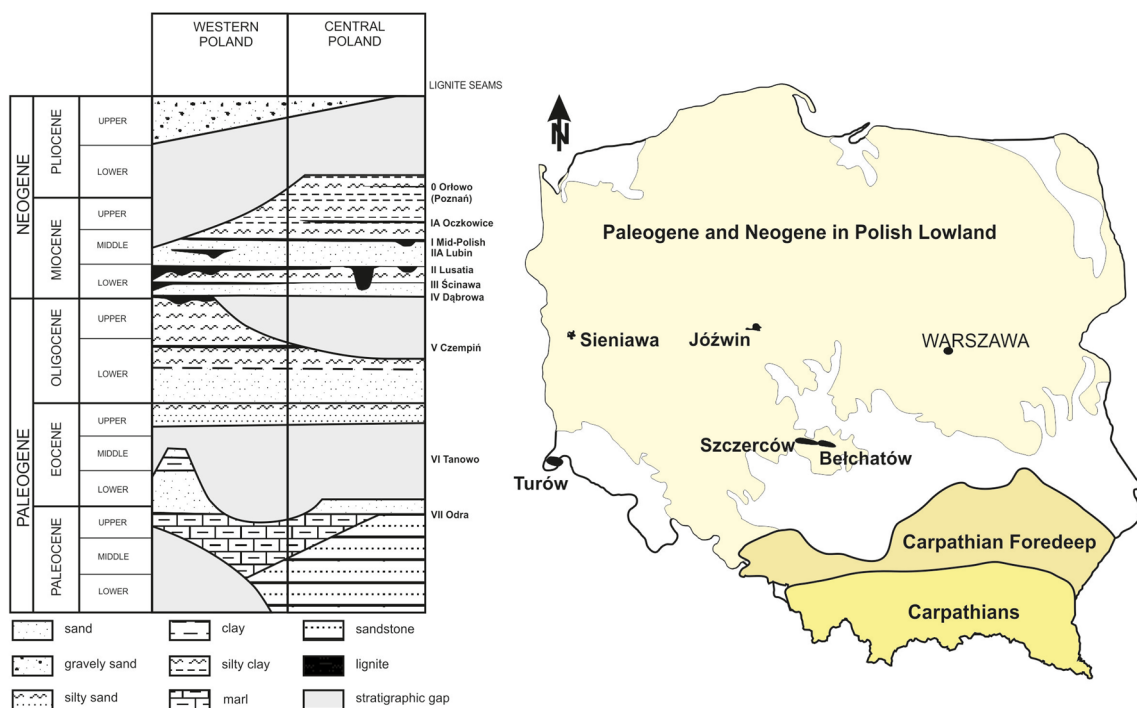 WESTERN
POLAND
CENTRAL
POLAND
LIGNITE SEAMS
NEOGENE
PLIOCENE
UPPER
LOWER
MIOCENE
UPPER
MIDDLE
LOWER
PALEOGENE
OLIGOCENE
UPPER
LOWER
EOCENE
UPPER
MIDDLE
LOWER
PALEOCENE
UPPER
MIDDLE
LOWER
0 Orłowo
(Poznań)
IA Oczkowice
I Mid-Polish
IIA Lubin
II Lusatia
III Ścinawa
IV Dąbrowa
V Czempiń
VI Tanowo
VII Odra
sand
clay
sandstone
gravely sand
silty clay
lignite
silty sand
marl
stratigraphic gap
N
Paleogene and Neogene in Polish Lowland
Sieniawa
Jóźwin
WARSZAWA
Szczerców
Bełchatów
Turów
Carpathian Foredeep
Carpathians